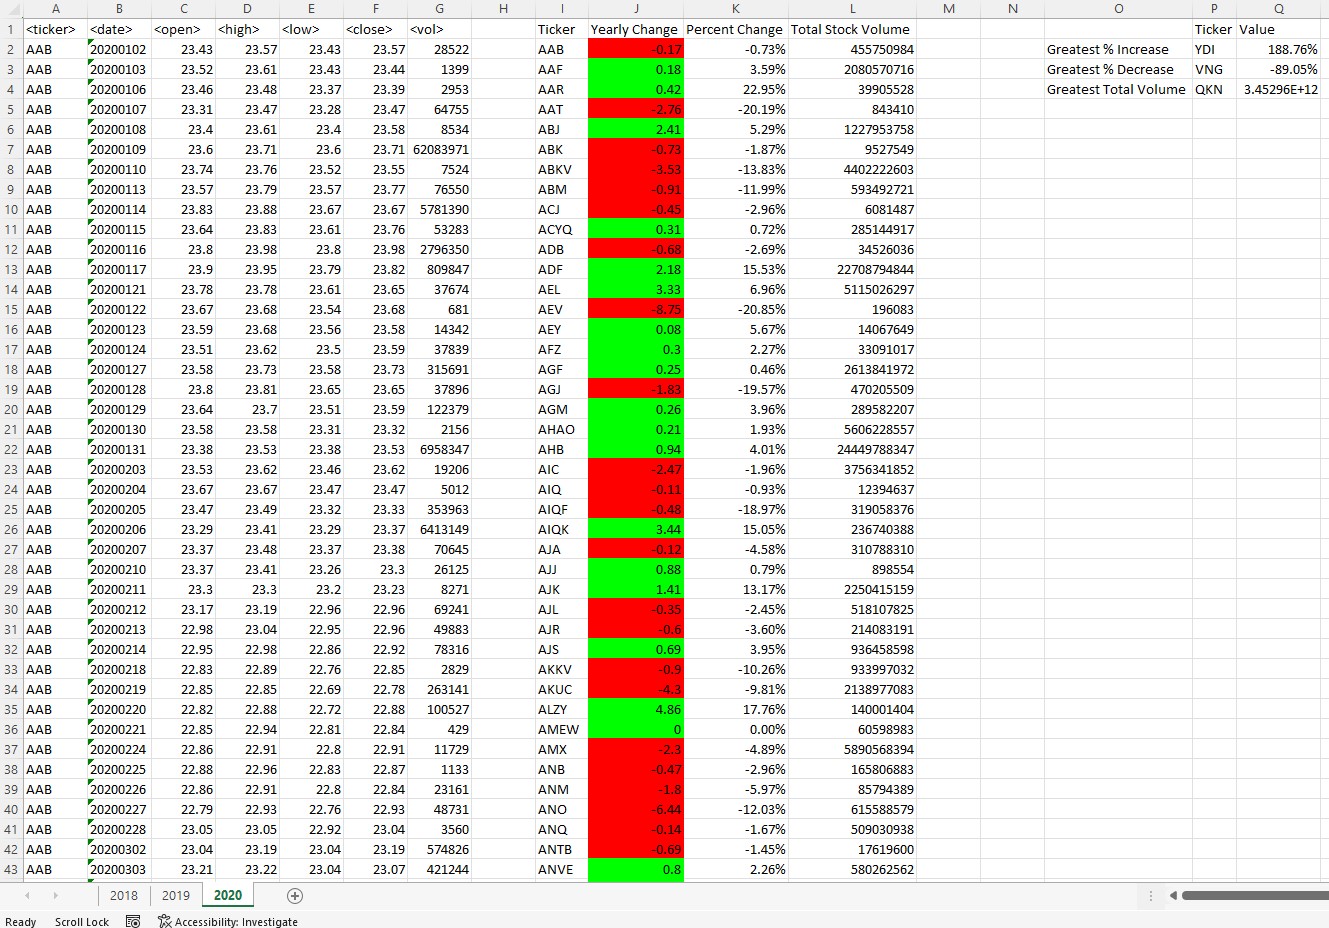 A B C D E F G H I J K L M N O P Q
1 <ticker> <date> <open> <high> <low> <close> <vol> Ticker Yearly Change Percent Change Total Stock Volume Ticker Value
2 AAB 20200102 23.43 23.57 23.43 23.57 28522 AAB -0.17 -0.73% 455750984 Greatest % Increase YDI 188.76%
3 AAB 20200103 23.52 23.61 23.43 23.44 1399 AAF 0.18 3.59% 2080570716 Greatest % Decrease VNG -89.05%
4 AAB 20200106 23.46 23.48 23.37 23.39 2953 AAR 0.42 22.95% 39905528 Greatest Total Volume QKN 3.45296E+12
5 AAB 20200107 23.31 23.47 23.28 23.47 64755 AAT -2.76 -20.19% 843410
6 AAB 20200108 23.4 23.61 23.4 23.58 8534 ABJ 2.41 5.29% 1227953758
7 AAB 20200109 23.6 23.71 23.6 23.71 62083971 ABK -0.73 -1.87% 9527549
8 AAB 20200110 23.74 23.76 23.52 23.55 7524 ABKV -3.53 -13.83% 4402222603
9 AAB 20200113 23.57 23.79 23.57 23.77 76550 ABM -0.91 -11.99% 593492721
10 AAB 20200114 23.83 23.88 23.67 23.67 5781390 ACJ -0.45 -2.96% 6081487
11 AAB 20200115 23.64 23.83 23.61 23.76 53283 ACYQ 0.31 0.72% 285144917
12 AAB 20200116 23.8 23.98 23.8 23.98 2796350 ADB -0.68 -2.69% 34526036
13 AAB 20200117 23.9 23.95 23.79 23.82 809847 ADF 2.18 15.53% 22708794844
14 AAB 20200121 23.78 23.78 23.61 23.65 37674 AEL 3.33 6.96% 5115026297
15 AAB 20200122 23.67 23.68 23.54 23.68 681 AEV -8.75 -20.85% 196083
16 AAB 20200123 23.59 23.68 23.56 23.58 14342 AEY 0.08 5.67% 14067649
17 AAB 20200124 23.51 23.62 23.5 23.59 37839 AFZ 0.3 2.27% 33091017
18 AAB 20200127 23.58 23.73 23.58 23.73 315691 AGF 0.25 0.46% 2613841972
19 AAB 20200128 23.8 23.81 23.65 23.65 37896 AGJ -1.83 -19.57% 470205509
20 AAB 20200129 23.64 23.7 23.51 23.59 122379 AGM 0.26 3.96% 289582207
21 AAB 20200130 23.58 23.58 23.31 23.32 2156 AHAO 0.21 1.93% 5606228557
22 AAB 20200131 23.38 23.53 23.38 23.53 6958347 AHB 0.94 4.01% 24449788347
23 AAB 20200203 23.53 23.62 23.46 23.62 19206 AIC -2.47 -1.96% 3756341852
24 AAB 20200204 23.67 23.67 23.47 23.47 5012 AIQ -0.11 -0.93% 12394637
25 AAB 20200205 23.47 23.49 23.32 23.33 353963 AIQF -0.48 -18.97% 319058376
26 AAB 20200206 23.29 23.41 23.29 23.37 6413149 AIQK 3.44 15.05% 236740388
27 AAB 20200207 23.37 23.48 23.37 23.38 70645 AJA -0.12 -4.58% 310788310
28 AAB 20200210 23.37 23.41 23.26 23.3 26125 AJJ 0.88 0.79% 898554
29 AAB 20200211 23.3 23.3 23.2 23.23 8271 AJK 1.41 13.17% 2250415159
30 AAB 20200212 23.17 23.19 22.96 22.96 69241 AJL -0.35 -2.45% 518107825
31 AAB 20200213 22.98 23.04 22.95 22.96 49883 AJR -0.6 -3.60% 214083191
32 AAB 20200214 22.95 22.98 22.86 22.92 78316 AJS 0.69 3.95% 936458598
33 AAB 20200218 22.83 22.89 22.76 22.85 2829 AKKV -0.9 -10.26% 933997032
34 AAB 20200219 22.85 22.85 22.69 22.78 263141 AKUC -4.3 -9.81% 2138977083
35 AAB 20200220 22.82 22.88 22.72 22.88 100527 ALZY 4.86 17.76% 140001404
36 AAB 20200221 22.85 22.94 22.81 22.84 429 AMEW 0 0.00% 60598983
37 AAB 20200224 22.86 22.91 22.8 22.91 11729 AMX -2.3 -4.89% 5890568394
38 AAB 20200225 22.88 22.96 22.83 22.87 1133 ANB -0.47 -2.96% 165806883
39 AAB 20200226 22.86 22.91 22.8 22.84 23161 ANM -1.8 -5.97% 85794389
40 AAB 20200227 22.79 22.93 22.76 22.93 48731 ANO -6.44 -12.03% 615588579
41 AAB 20200228 23.05 23.05 22.92 23.04 3560 ANQ -0.14 -1.67% 509030938
42 AAB 20200302 23.04 23.19 23.04 23.19 574826 ANTB -0.69 -1.45% 17619600
43 AAB 20200303 23.21 23.22 23.04 23.07 421244 ANVE 0.8 2.26% 580262562
2018 2019 2020
Ready Scroll Lock Accessibility: Investigate